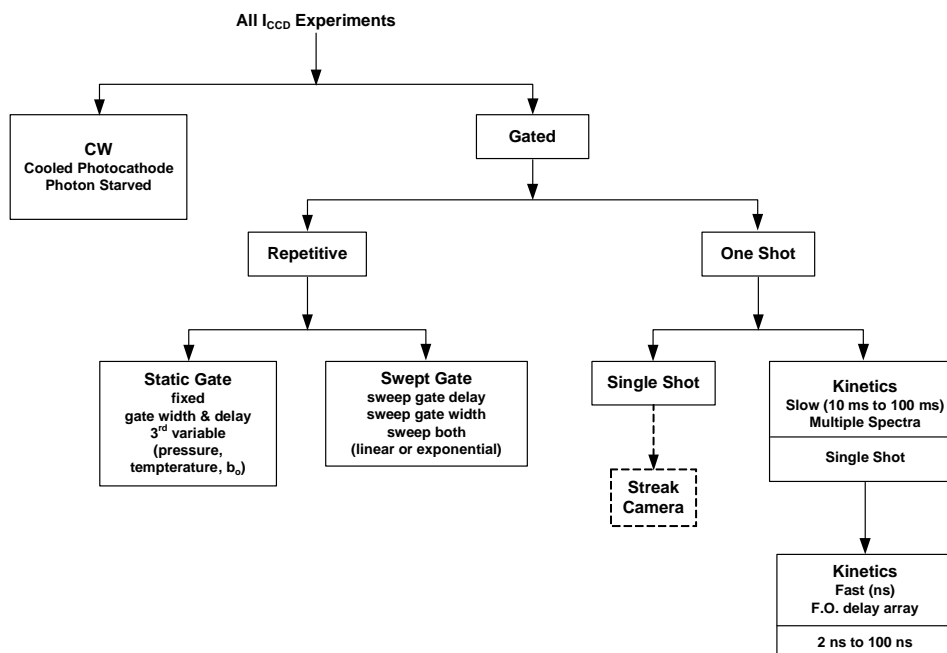 All I_CCD Experiments
CW
Cooled Photocathode
Photon Starved
Gated
Repetitive
One Shot
Static Gate
fixed
gate width & delay
3rd variable
(pressure,
tempterature, b_o)
Swept Gate
sweep gate delay
sweep gate width
sweep both
(linear or exponential)
Single Shot
Streak
Camera
Kinetics
Slow (10 ms to 100 ms)
Multiple Spectra
Single Shot
Kinetics
Fast (ns)
F.O. delay array
2 ns to 100 ns